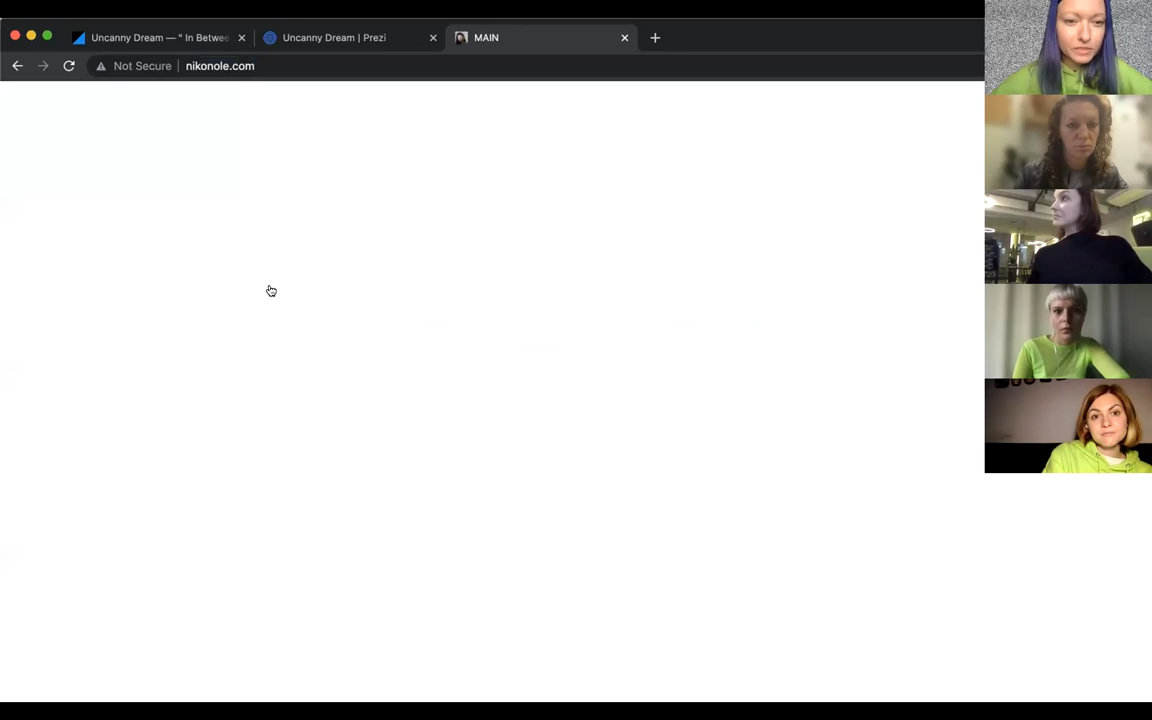 Uncanny Dream — " In Betwee
Uncanny Dream | Prezi
MAIN
Not Secure
nikonole.com